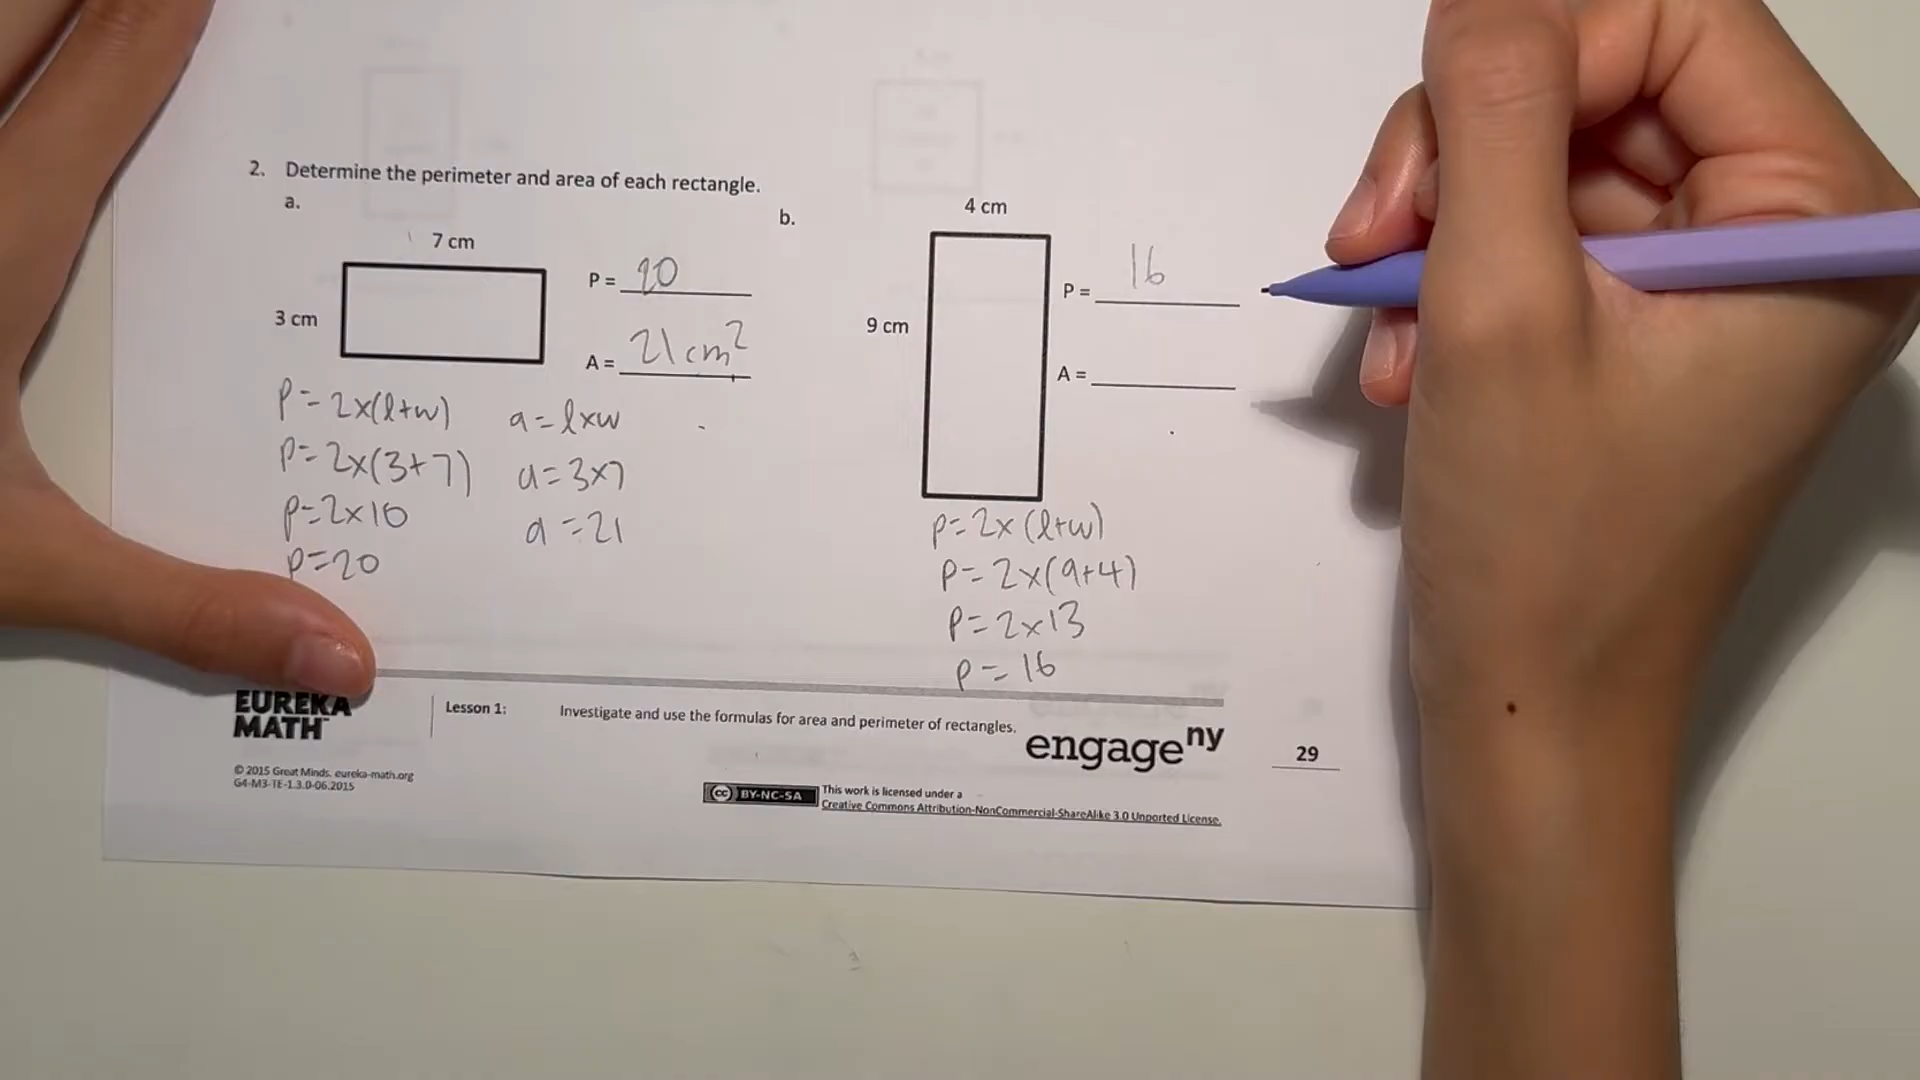 2. Determine the perimeter and area of each rectangle.
a.
7 cm
3 cm
P = 20
A = 21 cm²
p = 2x(l+w)
p = 2x(3+7)
p = 2x10
p = 20
a = lxw
a = 3x7
a = 21
b.
4 cm
9 cm
P = 16
A =
p = 2x (l+w)
p = 2x(9+4)
p = 2x13
p = 16
EUREKA
MATH™
Lesson 1:
Investigate and use the formulas for area and perimeter of rectangles.
engage ny
29
© 2015 Great Minds. eureka-math.org
G4-M3-TE-1.3.0-06.2015
cc BY-NC-SA
This work is licensed under a
Creative Commons Attribution-NonCommercial-ShareAlike 3.0 Unported License.